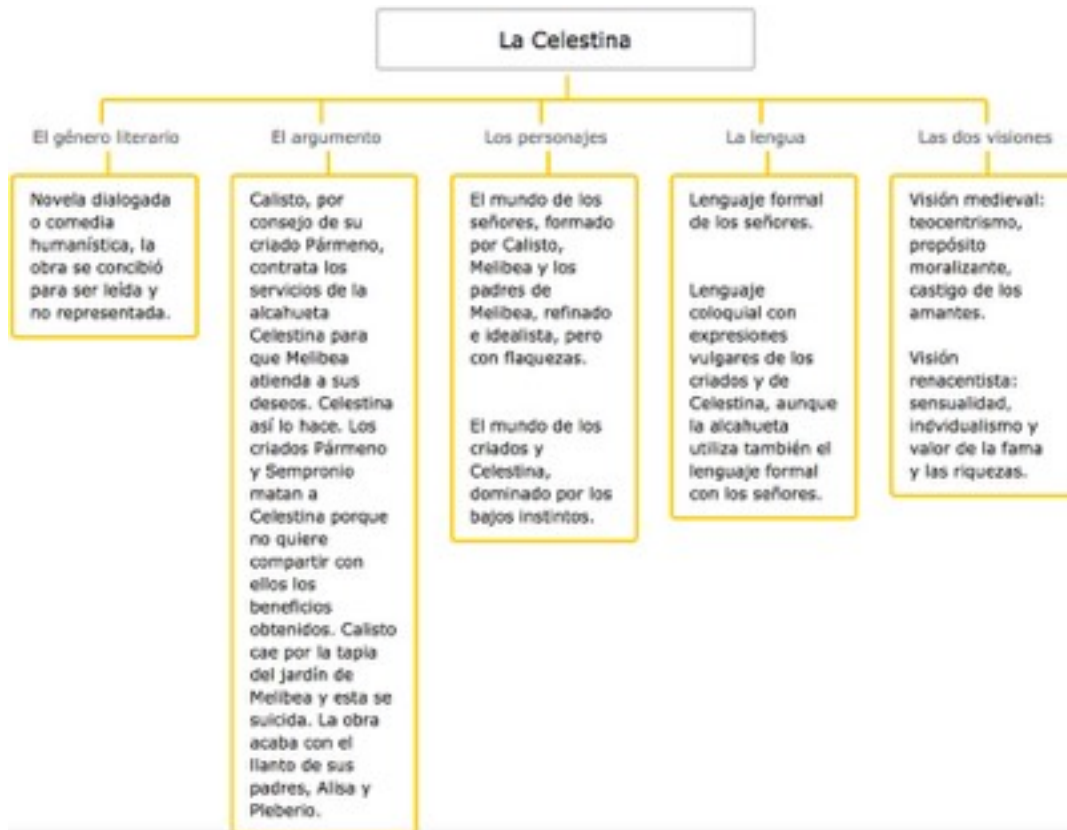 La Celestina
El género literario
Novela dialogada
o comedia
humanística, la
obra se concibió
para ser leída y
no representada.
El argumento
Calisto, por
consejo de su
criado Pármeno,
contrata los
servicios de la
alcahueta
Celestina para
que Melibea
atienda a sus
deseos. Celestina
así lo hace. Los
criados Pármeno
y Sempronio
matan a
Celestina porque
no quiere
compartir con
ellos los
beneficios
obtenidos. Calisto
cae por la tapia
del jardín de
Melibea y esta se
suicida. La obra
acaba con el
llanto de sus
padres, Alisa y
Pleberio.
Los personajes
El mundo de los
señores, formado
por Calisto,
Melibea y los
padres de
Melibea, refinado
e idealista, pero
con flaquezas.
El mundo de los
criados y
Celestina,
dominado por los
bajos instintos.
La lengua
Lenguaje formal
de los señores.
Lenguaje
coloquial con
expresiones
vulgares de los
criados y de
Celestina, aunque
la alcahueta
utiliza también el
lenguaje formal
con los señores.
Las dos visiones
Visión medieval:
teocentrismo,
propósito
moralizante,
castigo de los
amantes.
Visión
renacentista:
sensualidad,
indvidualismo y
valor de la fama
y las riquezas.